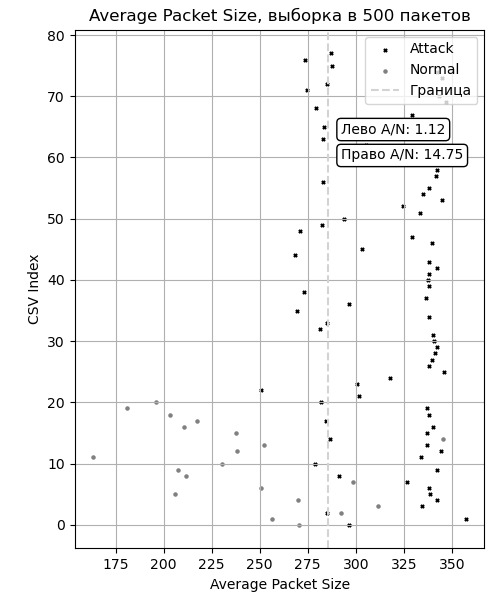 Average Packet Size, выборка в 500 пакетов
80
70
60
50
40
30
20
10
0
CSV Index
Attack
Normal
Граница
Лево A/N: 1.12
Право A/N: 14.75
175 200 225 250 275 300 325 350
Average Packet Size